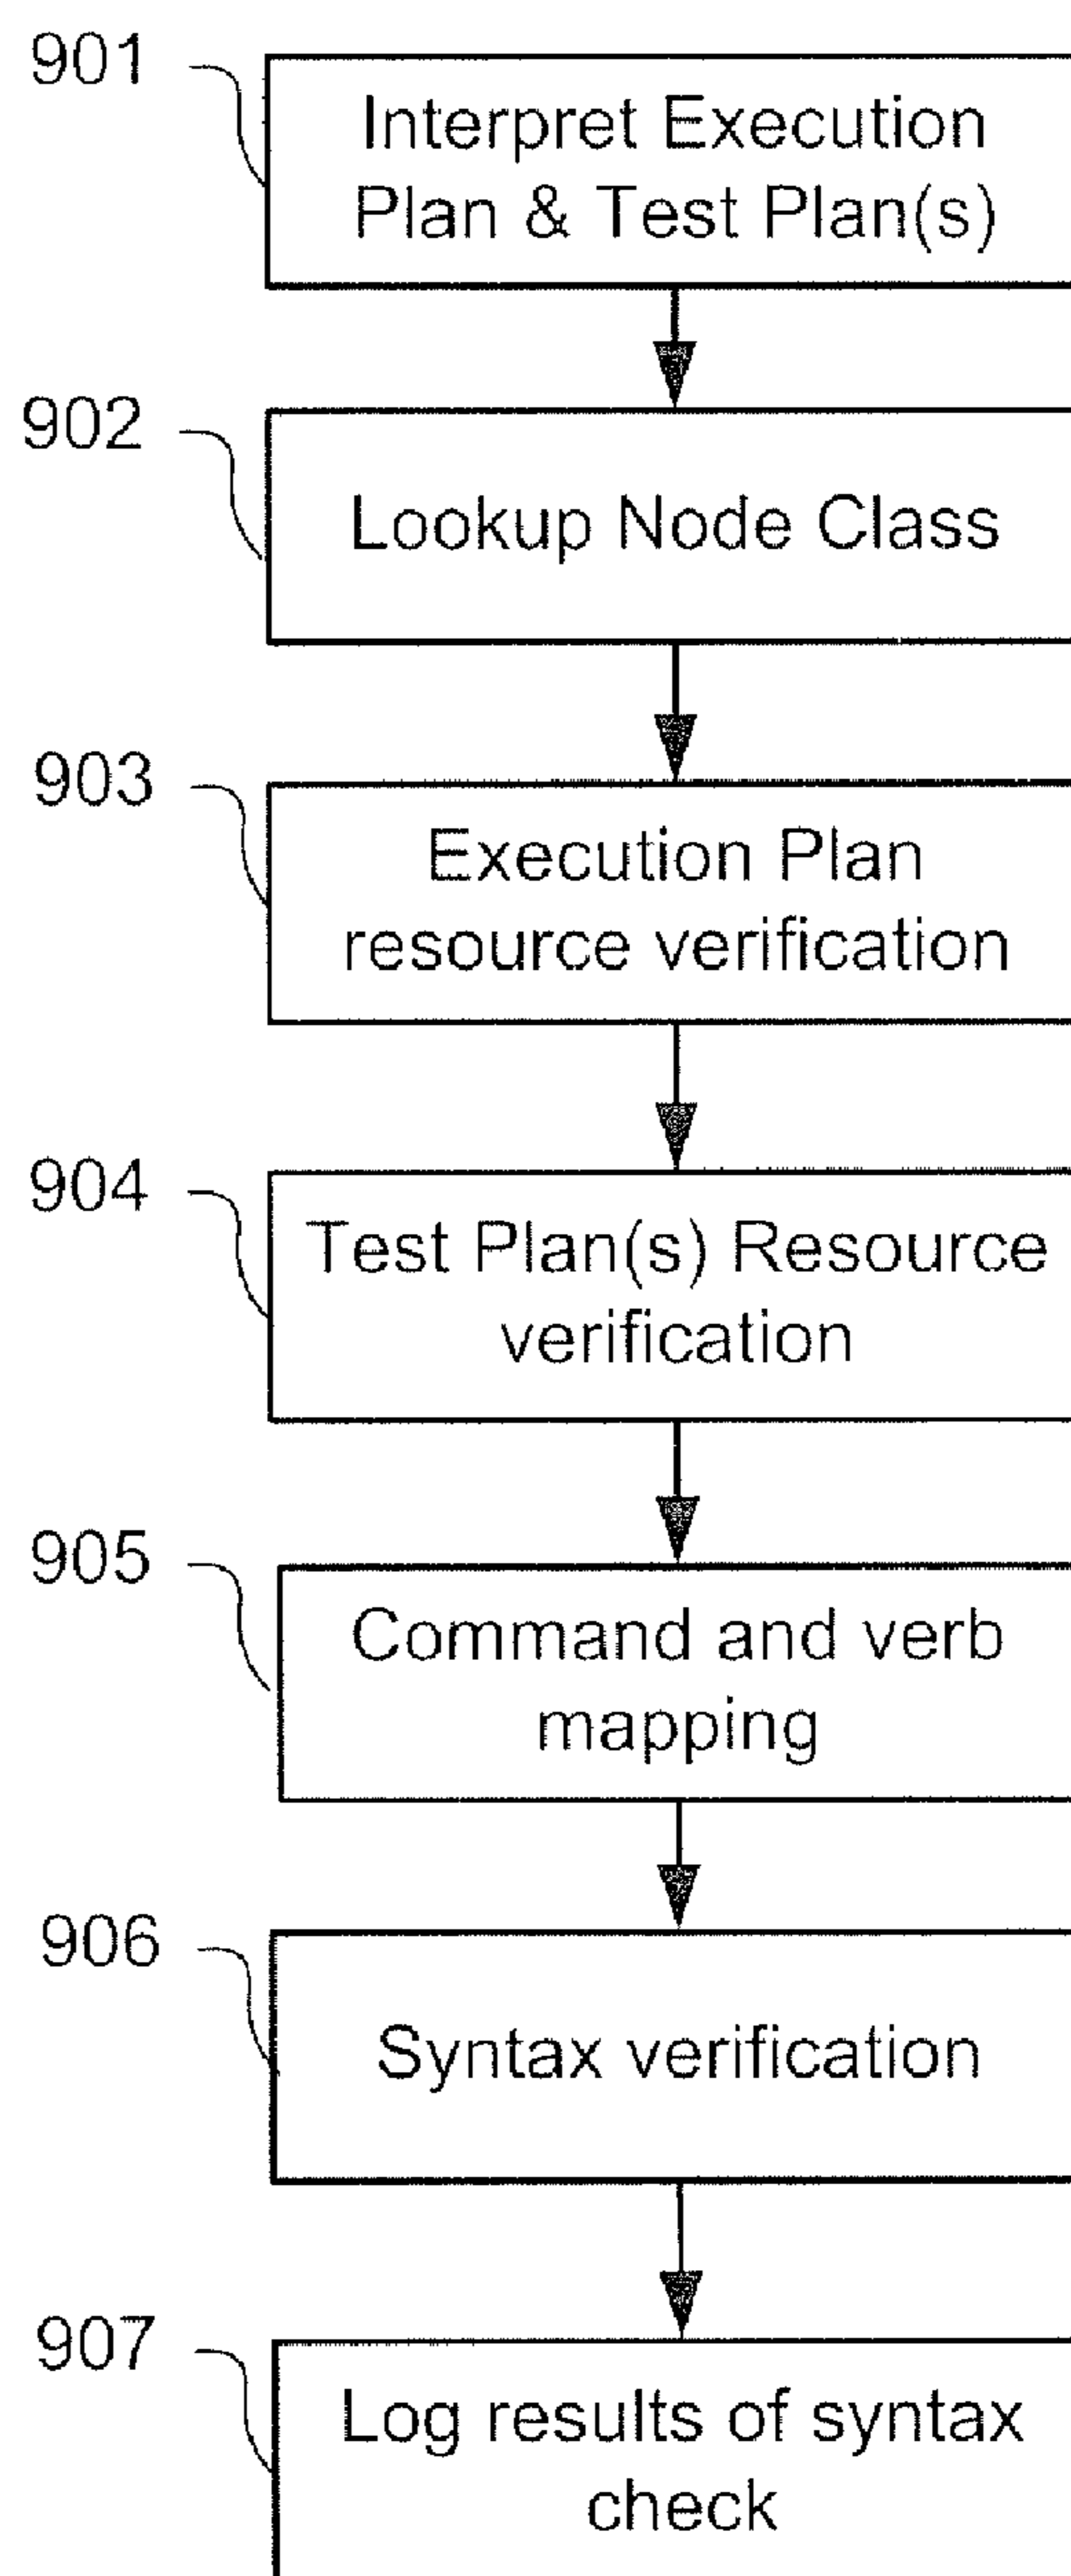 901
Interpret Execution
Plan & Test Plan(s)
902
Lookup Node Class
903
Execution Plan
resource verification
904
Test Plan(s) Resource
verification
905
Command and verb
mapping
906
Syntax verification
907
Log results of syntax
check